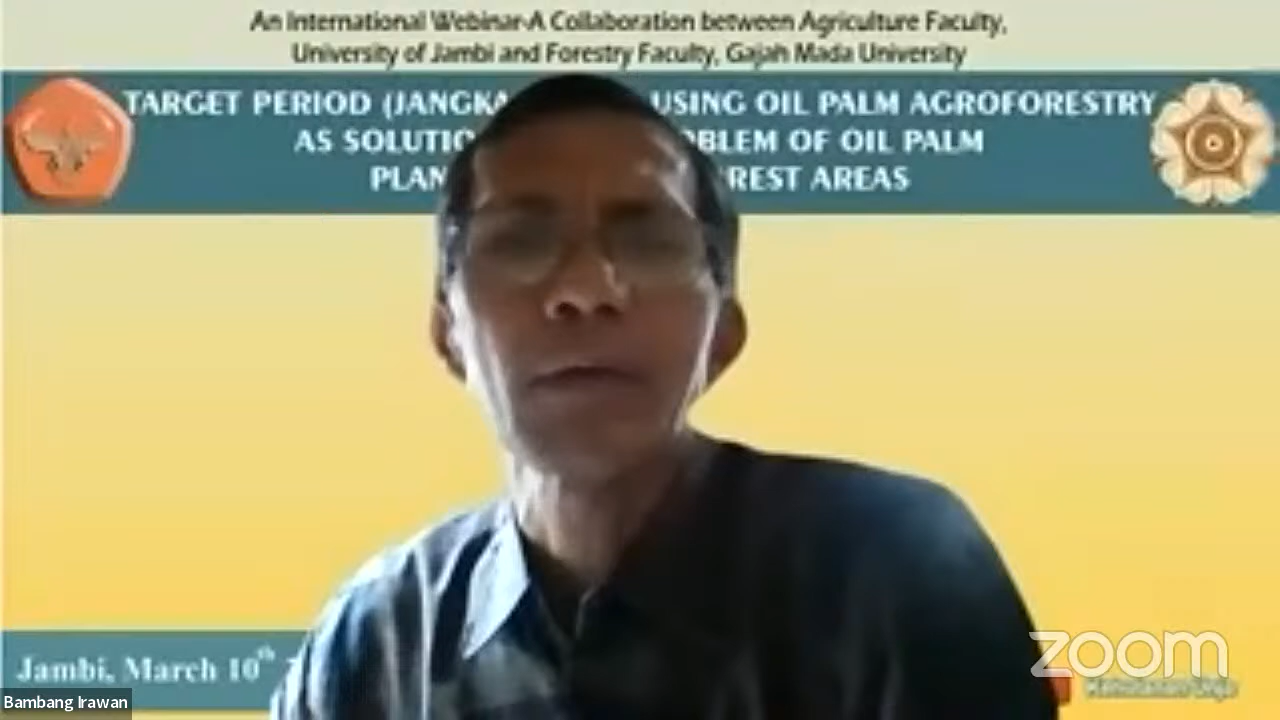 An International Webinar-A Collaboration between Agriculture Faculty,
University of Jambi and Forestry Faculty, Gajah Mada University
TARGET PERIOD (JANGKA USING OIL PALM AGROFORESTRY
AS SOLUTIO OBLEM OF OIL PALM
PLAN REST AREAS
Jambi, March 10th
zoom
Bambang Irawan